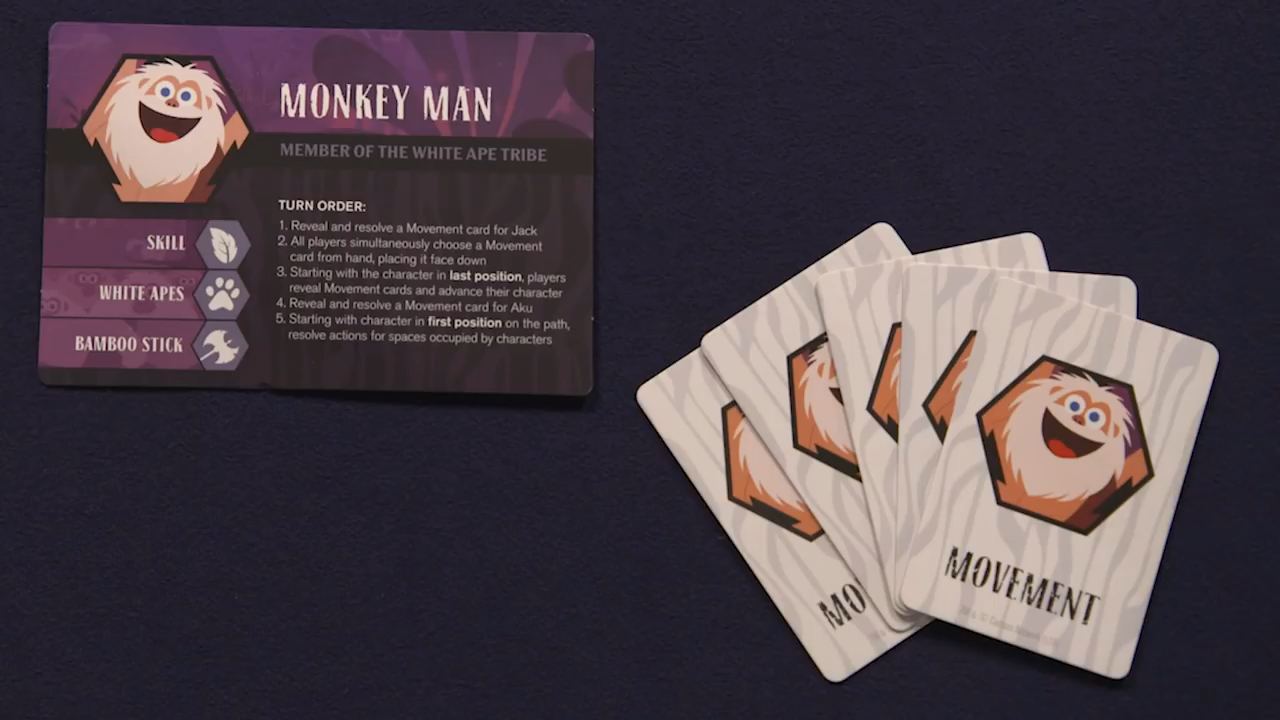 MONKEY MAN
MEMBER OF THE WHITE APE TRIBE
TURN ORDER:
1. Reveal and resolve a Movement card for Jack
2. All players simultaneously choose a Movement
card from hand, placing it face down
3. Starting with the character in last position, players
reveal Movement cards and advance their character
4. Reveal and resolve a Movement card for Aku
5. Starting with character in first position on the path,
resolve actions for spaces occupied by characters
SKILL
WHITE APES
BAMBOO STICK
MO
MOVEMENT